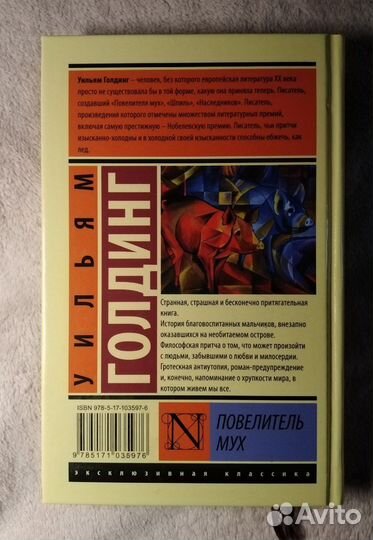 Уильям Голдинг – человек, без которого европейская литература XX века
просто не существовала бы в той форме, какую она приняла теперь. Писатель,
создавший «Повелителя мух», «Шпиль», «Наследников». Писатель,
произведения которого отмечены множеством литературных премий,
включая самую престижную – Нобелевскую премию. Писатель, чьи притчи
изысканно-холодны и в холодной своей изысканности способны обжечь, как
лед.
УИЛЬЯМ
ГОЛДИНГ
Странная, страшная и бесконечно притягательная
книга.
История благовоспитанных мальчиков, внезапно
оказавшихся на необитаемом острове.
Философская притча о том, что может произойти
с людьми, забывшими о любви и милосердии.
Гротескная антиутопия, роман-предупреждение
и, конечно, напоминание о хрупкости мира, в
котором живем мы все.
ISBN 978-5-17-103597-6
9 785171 035976
N
ПОВЕЛИТЕЛЬ
МУХ
эксклюзивная классика
Avito